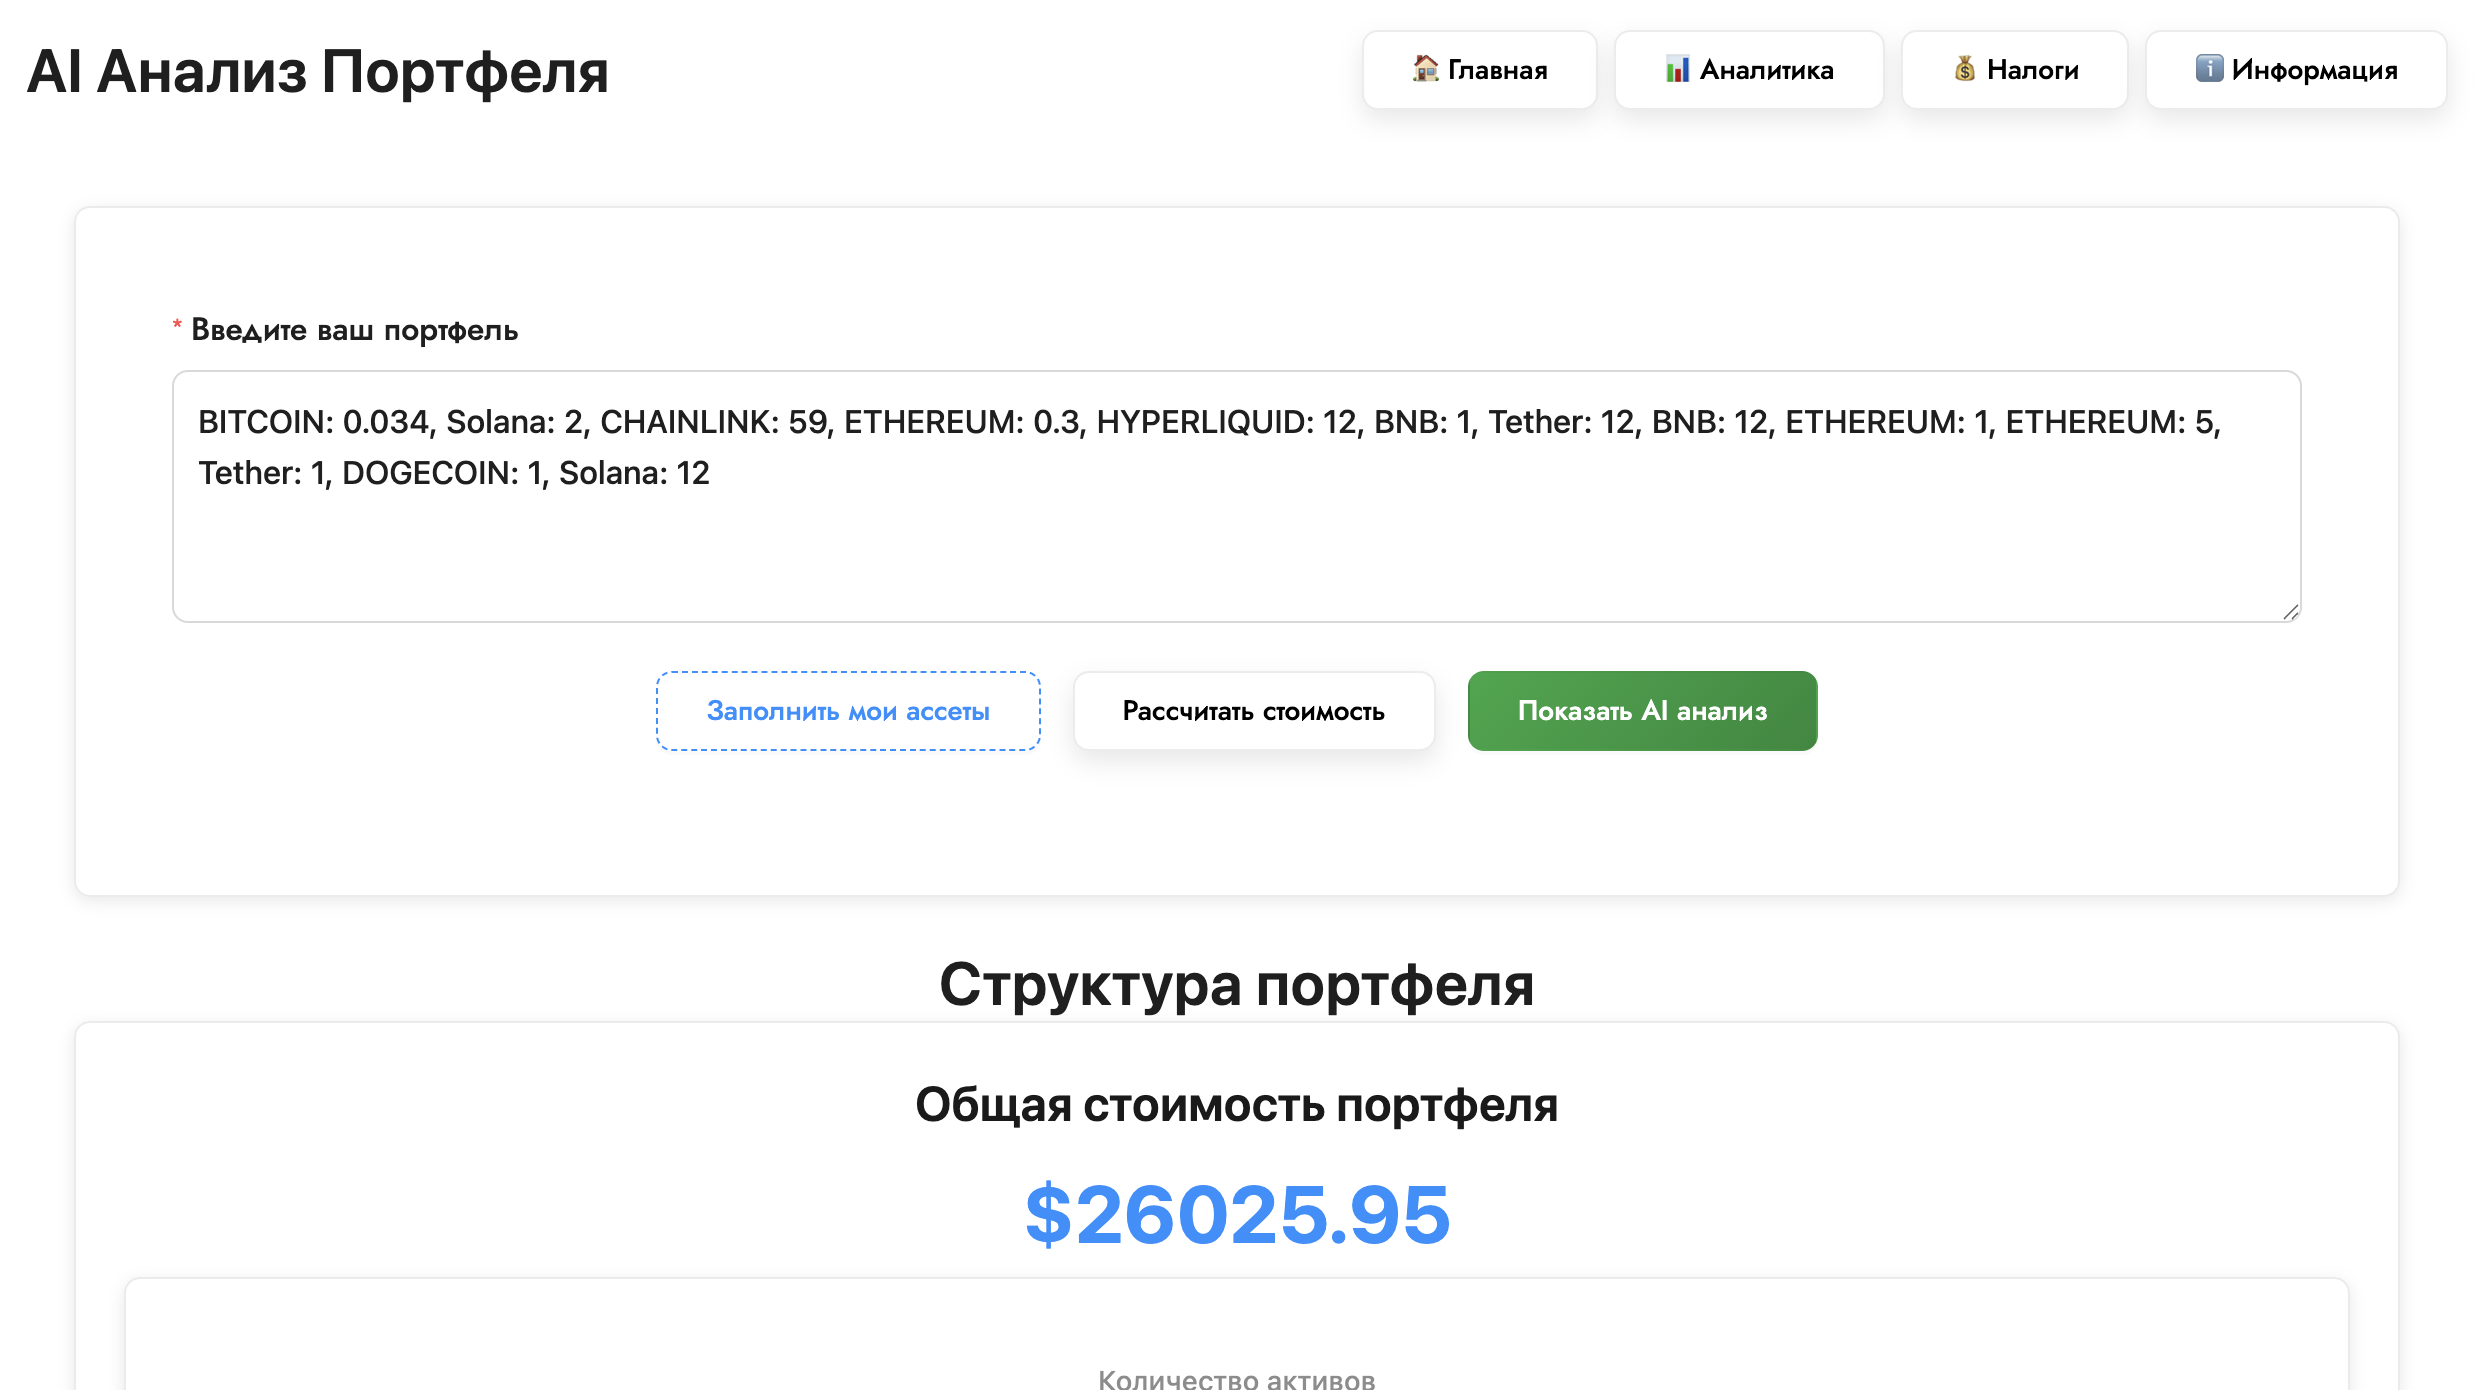 AI Анализ Портфеля
🏠 Главная
📊 Аналитика
💰 Налоги
ℹ️ Информация
* Введите ваш портфель
BITCOIN: 0.034, Solana: 2, CHAINLINK: 59, ETHEREUM: 0.3, HYPERLIQUID: 12, BNB: 1, Tether: 12, BNB: 12, ETHEREUM: 1, ETHEREUM: 5,
Tether: 1, DOGECOIN: 1, Solana: 12
Заполнить мои ассеты
Рассчитать стоимость
Показать AI анализ
Структура портфеля
Общая стоимость портфеля
$26025.95
Количество активов